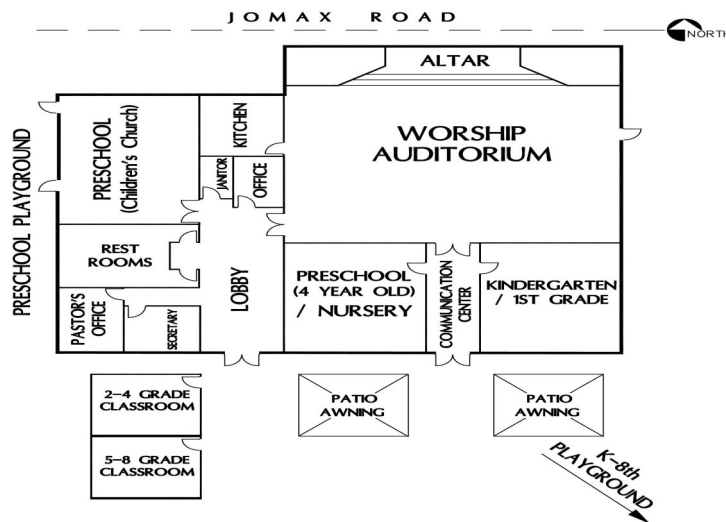 JOMAX ROAD
NORTH
ALTAR
WORSHIP
AUDITORIUM
KITCHEN
PRESCHOOL
(Children's Church)
PRESCHOOL PLAYGROUND
JANITOR
OFFICE
REST
ROOMS
LOBBY
PRESCHOOL
(4 YEAR OLD)
/ NURSERY
COMMUNICATION
CENTER
KINDERGARTEN
/ 1ST GRADE
PASTOR'S
OFFICE
SECRETARY
2-4 GRADE
CLASSROOM
PATIO
AWNING
PATIO
AWNING
5-8 GRADE
CLASSROOM
K-8th
PLAYGROUND